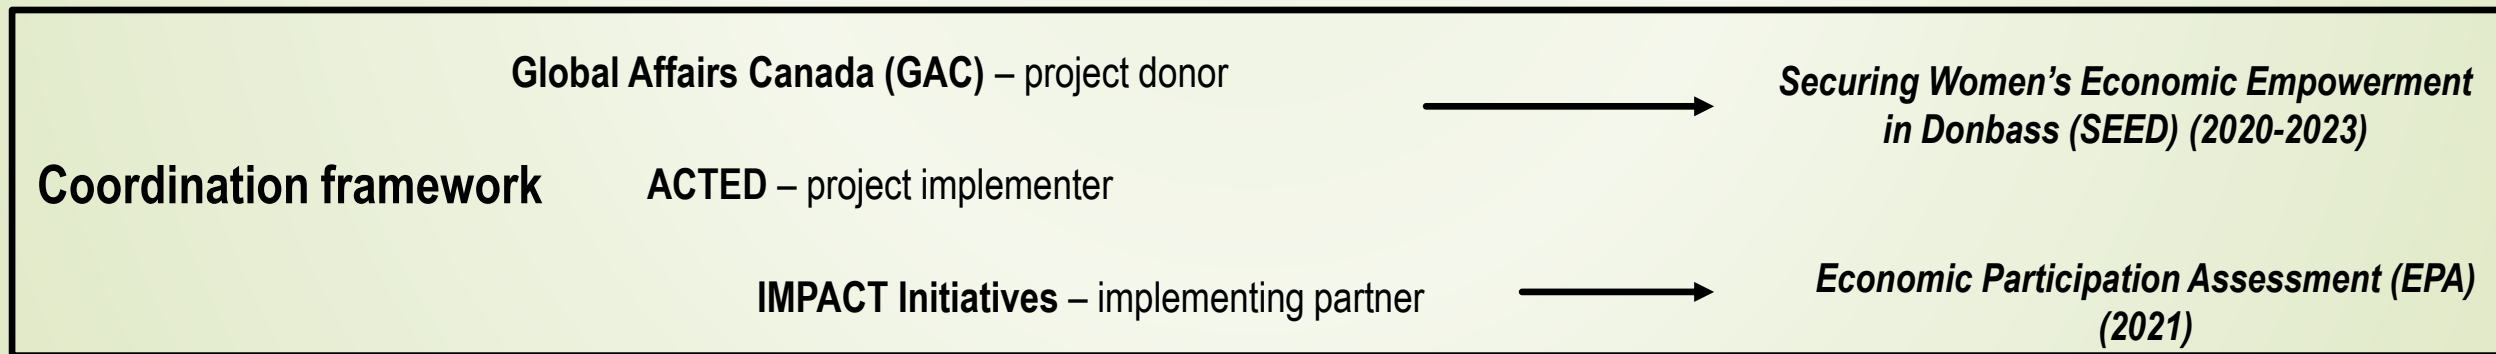 Global Affairs Canada (GAC) – project donor
Securing Women’s Economic Empowerment
in Donbass (SEED) (2020-2023)
Coordination framework
ACTED – project implementer
IMPACT Initiatives – implementing partner
Economic Participation Assessment (EPA)
(2021)